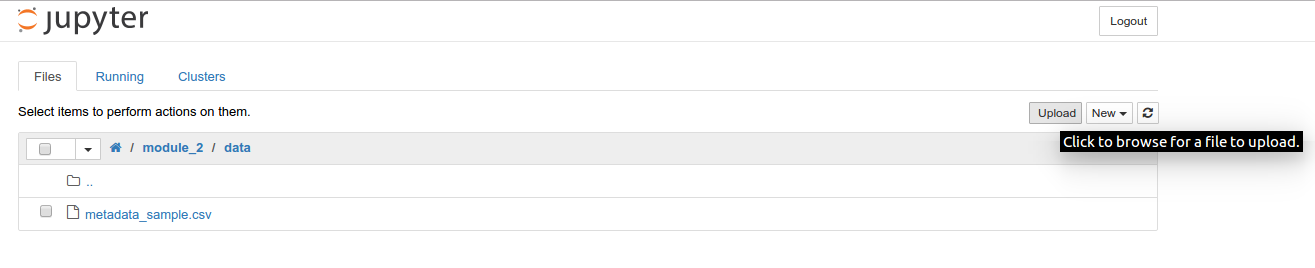 jupyter Logout
Files Running Clusters
Select items to perform actions on them. Upload New
/ module_2 / data
Click to browse for a file to upload.
..
metadata_sample.csv